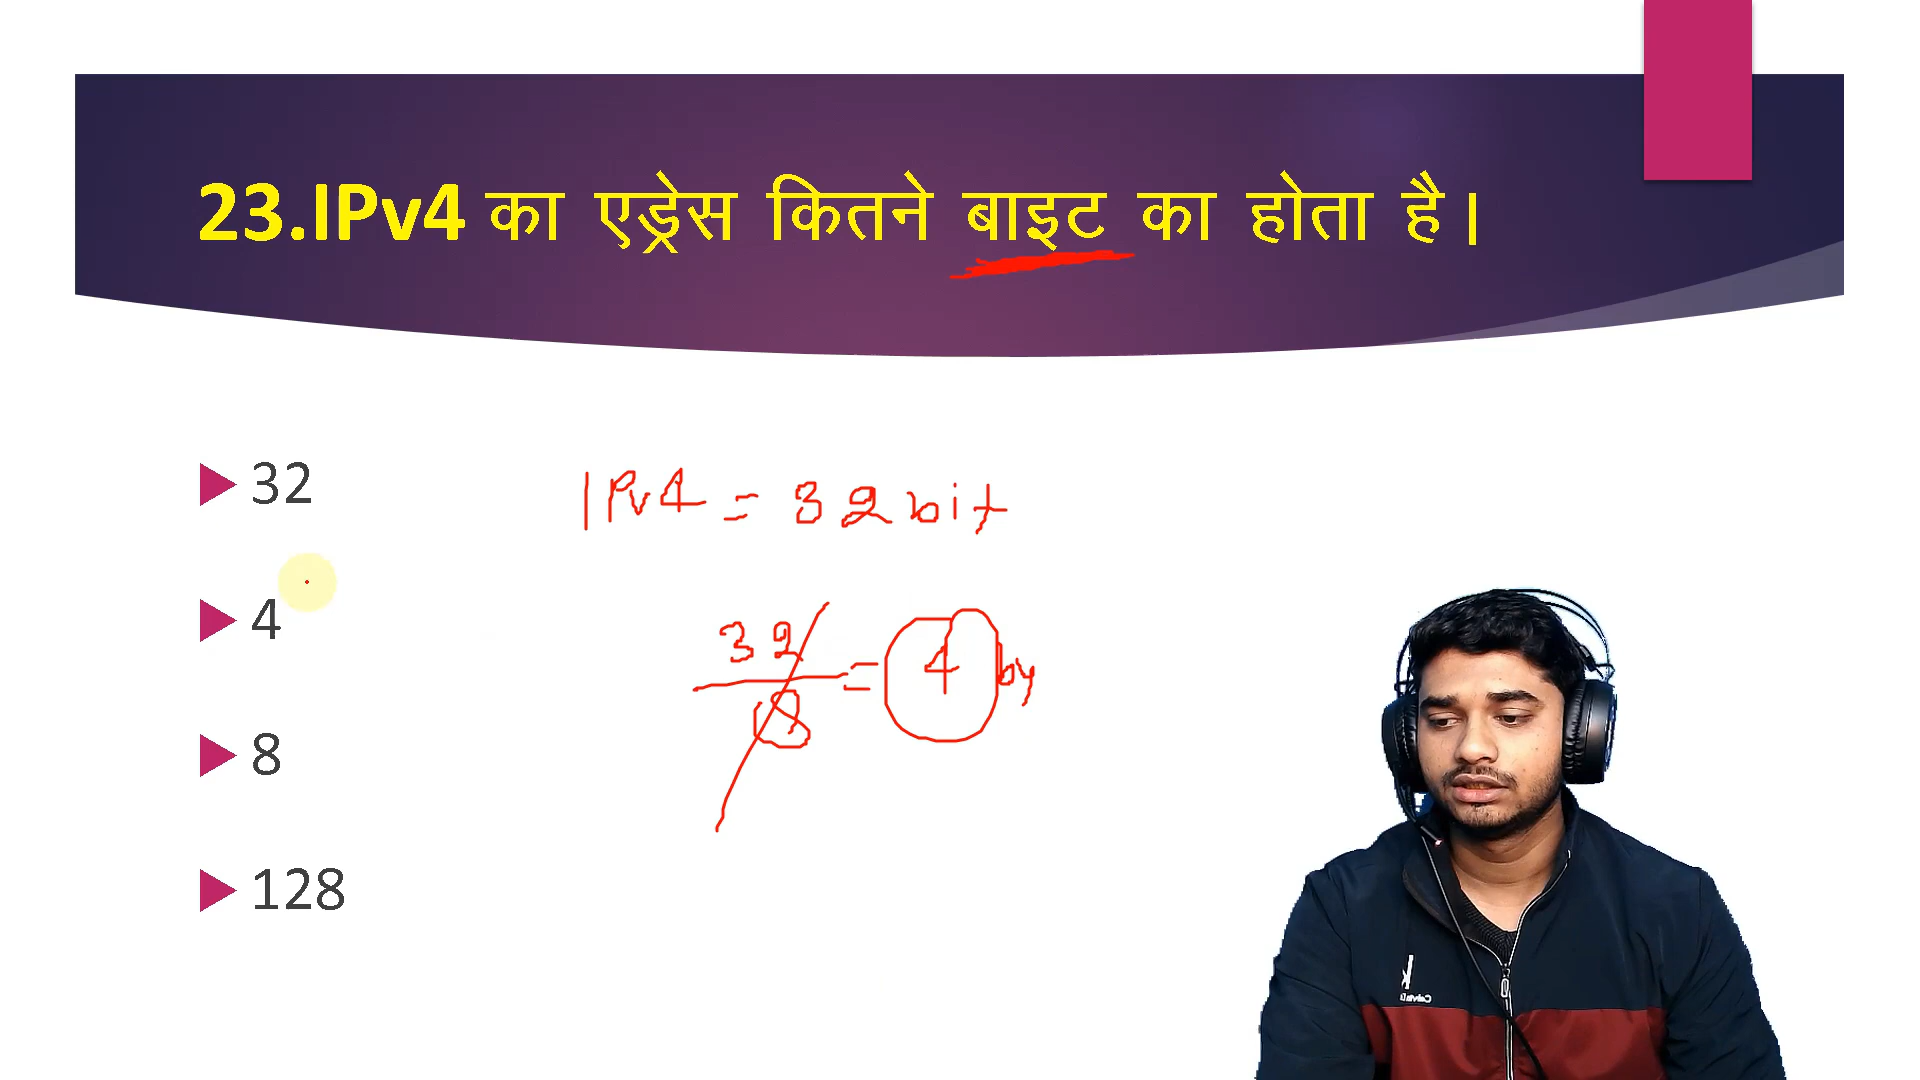 23.IPv4 का एड्रेस कितने बाइट का होता है।
32
4
8
128
IPv4 = 32 bit
32/8 = 4 by